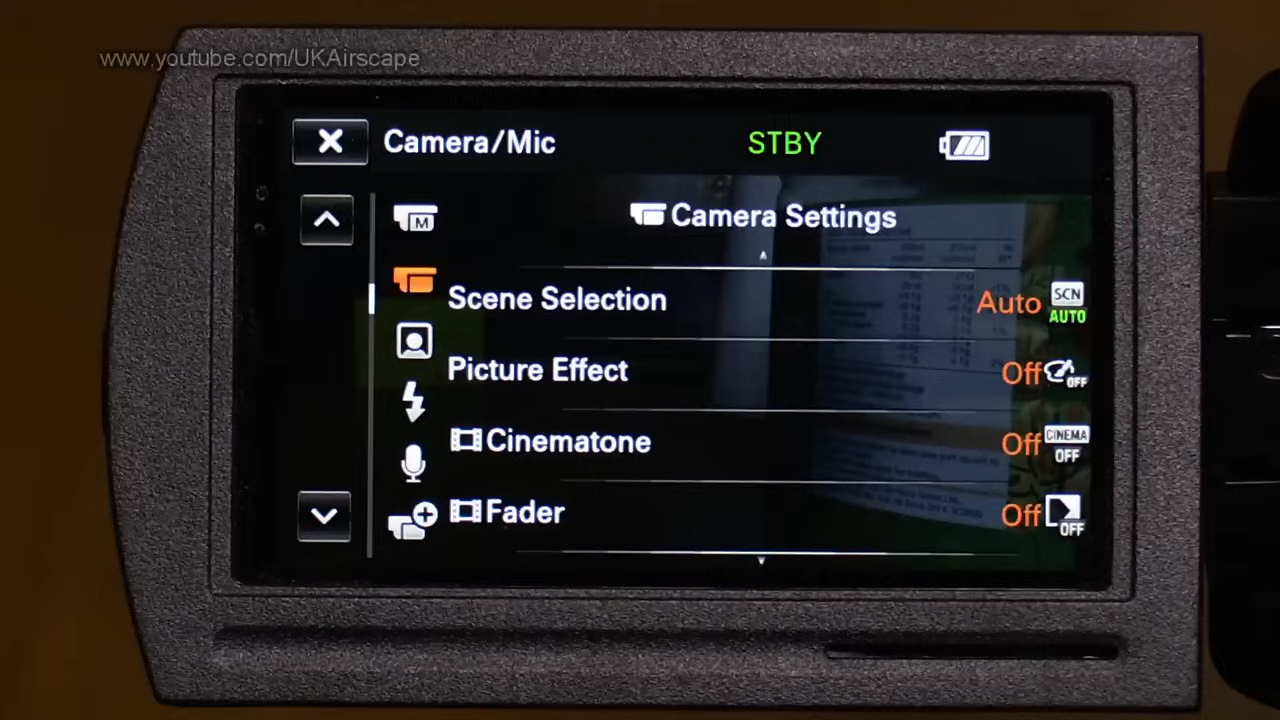 www.youtube.com/UKAirscape
Camera/Mic STBY
M Camera Settings
Scene Selection Auto SCN AUTO
Picture Effect Off OFF
Cinematone Off CINEMA OFF
Fader Off OFF